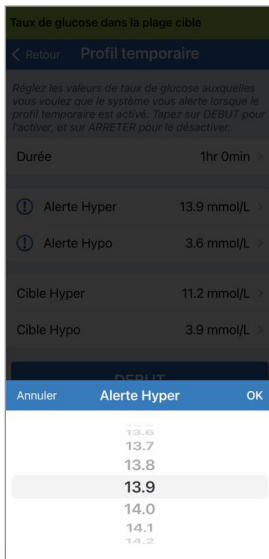 Taux de glucose dans la plage cible
Retour Profil temporaire
Réglez les valeurs de taux de glucose auxquelles
vous voulez que le système vous alerte lorsque le
profil temporaire est activé. Tapez sur DEBUT pour
l'activer, et sur ARRETER pour le désactiver.
Durée 1hr 0min
Alerte Hyper 13.9 mmol/L
Alerte Hypo 3.6 mmol/L
Cible Hyper 11.2 mmol/L
Cible Hypo 3.9 mmol/L
DEBUT
Annuler Alerte Hyper OK
13.6
13.7
13.8
13.9
14.0
14.1
14.2